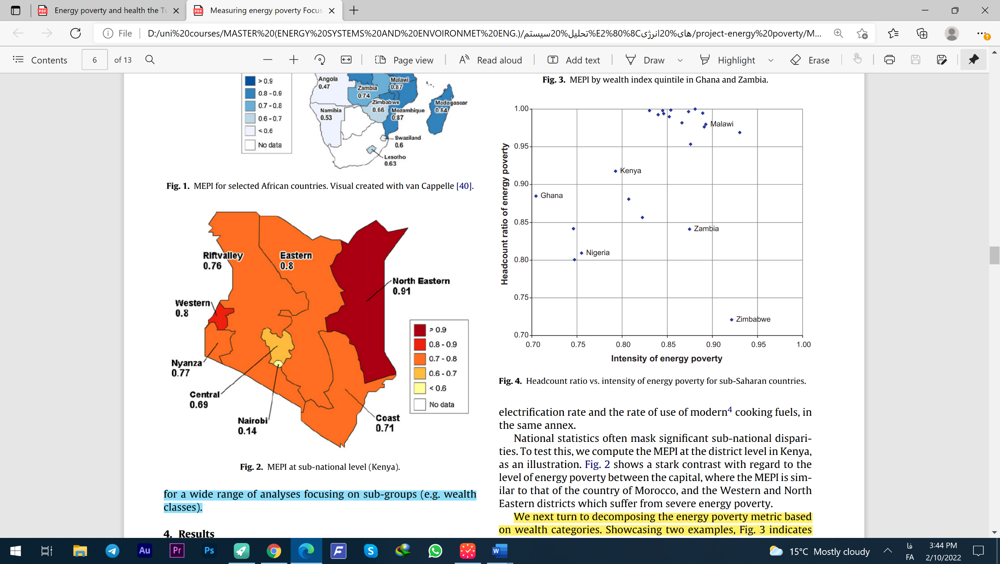 Energy poverty and health the Tu
Measuring energy poverty Focus
File
D:/uni%20courses/MASTER%20(ENERGY%20SYSTEMS%20AND%20ENVOIRONMET%20ENG.)/تحلیل%20سیستم%E2%80%8Cهای%20انرژی/project-energy%20poverty/M...
Contents
6
of 13
Page view
Read aloud
Add text
Draw
Highlight
Erase
> 0.9
0.8 - 0.9
0.7 - 0.8
0.6 - 0.7
< 0.6
No data
Angola
0.47
Zambia
0.74
Malawi
0.87
Zimbabwe
0.66
Mozambique
0.87
Madagascar
0.84
Namibia
0.53
Swaziland
0.6
Lesotho
0.63
Fig. 1. MEPI for selected African countries. Visual created with van Cappelle [40].
Riftvalley
0.76
Eastern
0.8
North Eastern
0.91
Western
0.8
Nyanza
0.77
Central
0.69
Nairobi
0.14
Coast
0.71
> 0.9
0.8 - 0.9
0.7 - 0.8
0.6 - 0.7
< 0.6
No data
Fig. 2. MEPI at sub-national level (Kenya).
for a wide range of analyses focusing on sub-groups (e.g. wealth
classes).
4. Results
Fig. 3. MEPI by wealth index quintile in Ghana and Zambia.
Headcount ratio of energy poverty
1.00
0.95
0.90
0.85
0.80
0.75
0.70
Malawi
Kenya
Ghana
Zambia
Nigeria
Zimbabwe
0.70
0.75
0.80
0.85
0.90
0.95
1.00
Intensity of energy poverty
Fig. 4. Headcount ratio vs. intensity of energy poverty for sub-Saharan countries.
electrification rate and the rate of use of modern4 cooking fuels, in
the same annex.
National statistics often mask significant sub-national dispari-
ties. To test this, we compute the MEPI at the district level in Kenya,
as an illustration. Fig. 2 shows a stark contrast with regard to the
level of energy poverty between the capital, where the MEPI is sim-
ilar to that of the country of Morocco, and the Western and North
Eastern districts which suffer from severe energy poverty.
We next turn to decomposing the energy poverty metric based
on wealth categories. Showcasing two examples, Fig. 3 indicates
Au
Pr
Ps
15°C Mostly cloudy
فا
FA
3:44 PM
2/10/2022